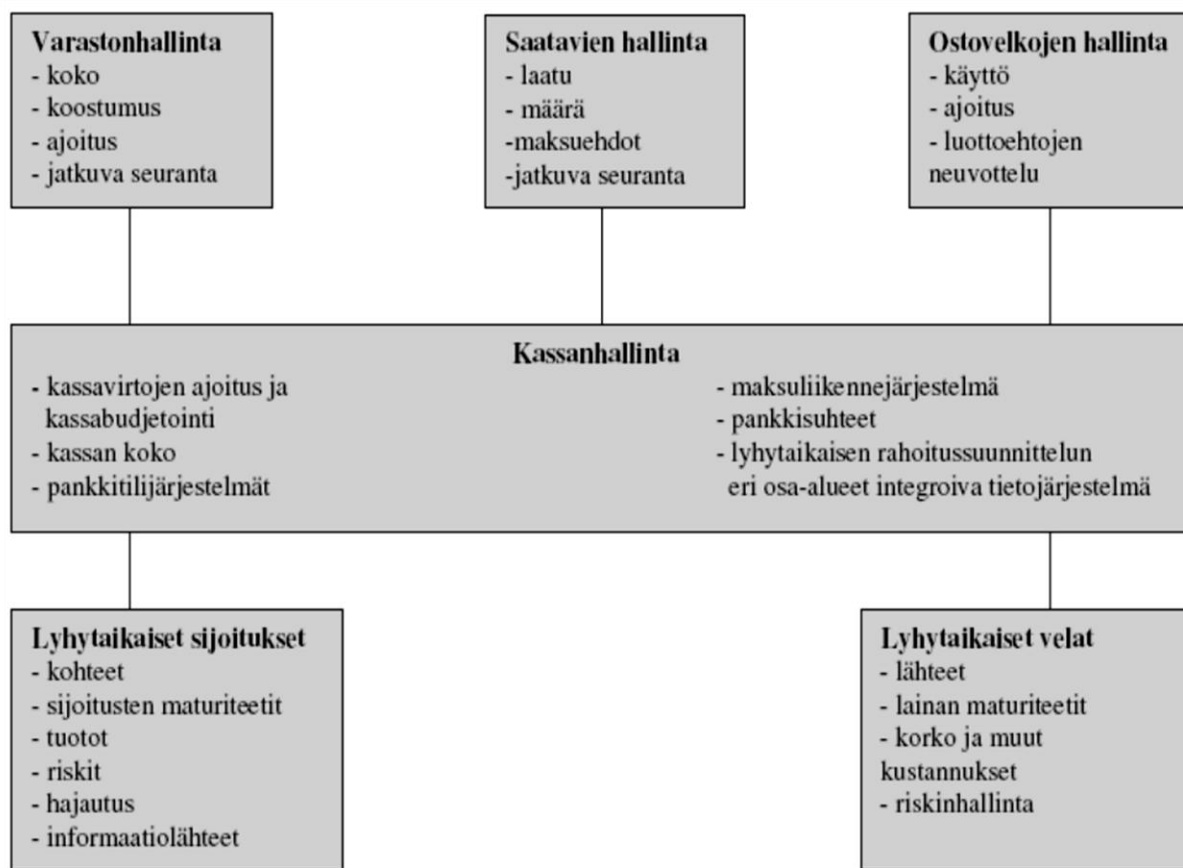 Varastonhallinta
- koko
- koostumus
- ajoitus
- jatkuva seuranta
Saatavien hallinta
- laatu
- määrä
-maksuehdot
-jatkuva seuranta
Ostovelkojen hallinta
- käyttö
- ajoitus
- luottoehtojen
neuvottelu
Kassanhallinta
- kassavirtojen ajoitus ja
kassabudjetointi
- kassan koko
- pankkitilijärjestelmät
- maksuliikennejärjestelmä
- pankkisuhteet
- lyhytaikaisen rahoitussuunnittelun
eri osa-alueet integroiva tietojärjestelmä
Lyhytaikaiset sijoitukset
- kohteet
- sijoitusten maturiteetit
- tuotot
- riskit
- hajautus
- informaatiolähteet
Lyhytaikaiset velat
- lähteet
- lainan maturiteetit
- korko ja muut
kustannukset
- riskinhallinta